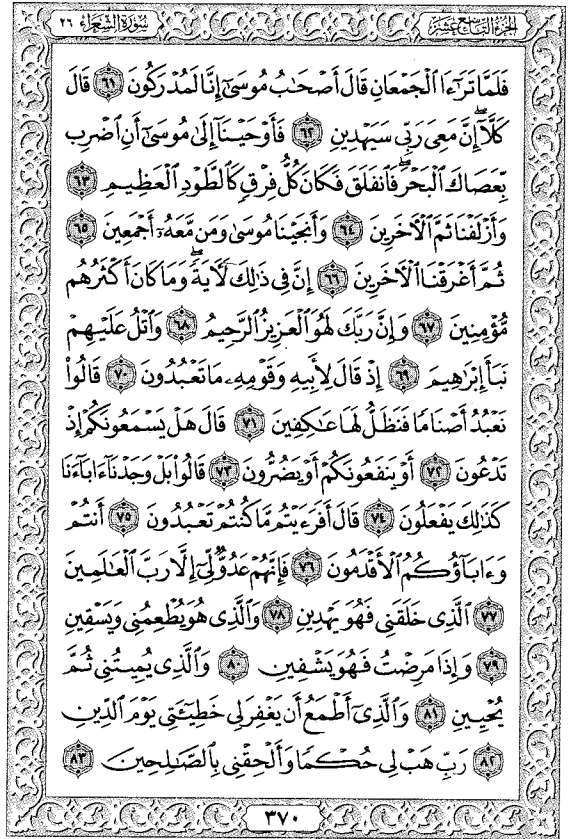 سورة الشعراء ٢٦ الجزء التاسع عشر
فَلَمَّا تَرَٰٓءَا ٱلْجَمْعَانِ قَالَ أَصْحَٰبُ مُوسَىٰٓ إِنَّا لَمُدْرَكُونَ ٦١ قَالَ
كَلَّآ ۖ إِنَّ مَعِىَ رَبِّى سَيَهْدِينِ ٦٢ فَأَوْحَيْنَآ إِلَىٰ مُوسَىٰٓ أَنِ ٱضْرِب
بِّعَصَاكَ ٱلْبَحْرَ ۖ فَٱنفَلَقَ فَكَانَ كُلُّ فِرْقٍ كَٱلطَّوْدِ ٱلْعَظِيمِ ٦٣
وَأَزْلَفْنَا ثَمَّ ٱلْءَاخَرِينَ ٦٤ وَأَنجَيْنَا مُوسَىٰ وَمَن مَّعَهُۥٓ أَجْمَعِينَ ٦٥
ثُمَّ أَغْرَقْنَا ٱلْءَاخَرِينَ ٦٦ إِنَّ فِى ذَٰلِكَ لَءَايَةً ۖ وَمَا كَانَ أَكْثَرُهُم
مُّؤْمِنِينَ ٦٧ وَإِنَّ رَبَّكَ لَهُوَ ٱلْعَزِيزُ ٱلرَّحِيمُ ٦٨ وَٱتْلُ عَلَيْهِمْ
نَبَأَ إِبْرَٰهِيمَ ٦٩ إِذْ قَالَ لِأَبِيهِ وَقَوْمِهِۦ مَا تَعْبُدُونَ ٧٠ قَالُوا۟
نَعْبُدُ أَصْنَامًا فَنَظَلُّ لَهَا عَٰكِفِينَ ٧١ قَالَ هَلْ يَسْمَعُونَكُمْ إِذْ
تَدْعُونَ ٧٢ أَوْ يَنفَعُونَكُمْ أَوْ يَضُرُّونَ ٧٣ قَالُوا۟ بَلْ وَجَدْنَآ ءَابَآءَنَا
كَذَٰلِكَ يَفْعَلُونَ ٧٤ قَالَ أَفَرَءَيْتُم مَّا كُنتُمْ تَعْبُدُونَ ٧٥ أَنتُمْ
وَءَابَآؤُكُمُ ٱلْأَقْدَمُونَ ٧٦ فَإِنَّهُمْ عَدُوٌّ لِّىٓ إِلَّا رَبَّ ٱلْعَٰلَمِينَ
٧٧ ٱلَّذِى خَلَقَنِى فَهُوَ يَهْدِينِ ٧٨ وَٱلَّذِى هُوَ يُطْعِمُنِى وَيَسْقِينِ
٧٩ وَإِذَا مَرِضْتُ فَهُوَ يَشْفِينِ ٨٠ وَٱلَّذِى يُمِيتُنِى ثُمَّ
يُحْيِينِ ٨١ وَٱلَّذِىٓ أَطْمَعُ أَن يَغْفِرَ لِى خَطِيٓـَٔتِى يَوْمَ ٱلدِّينِ
٨٢ رَبِّ هَبْ لِى حُكْمًا وَأَلْحِقْنِى بِٱلصَّٰلِحِينَ ٨٣
٣٧٠